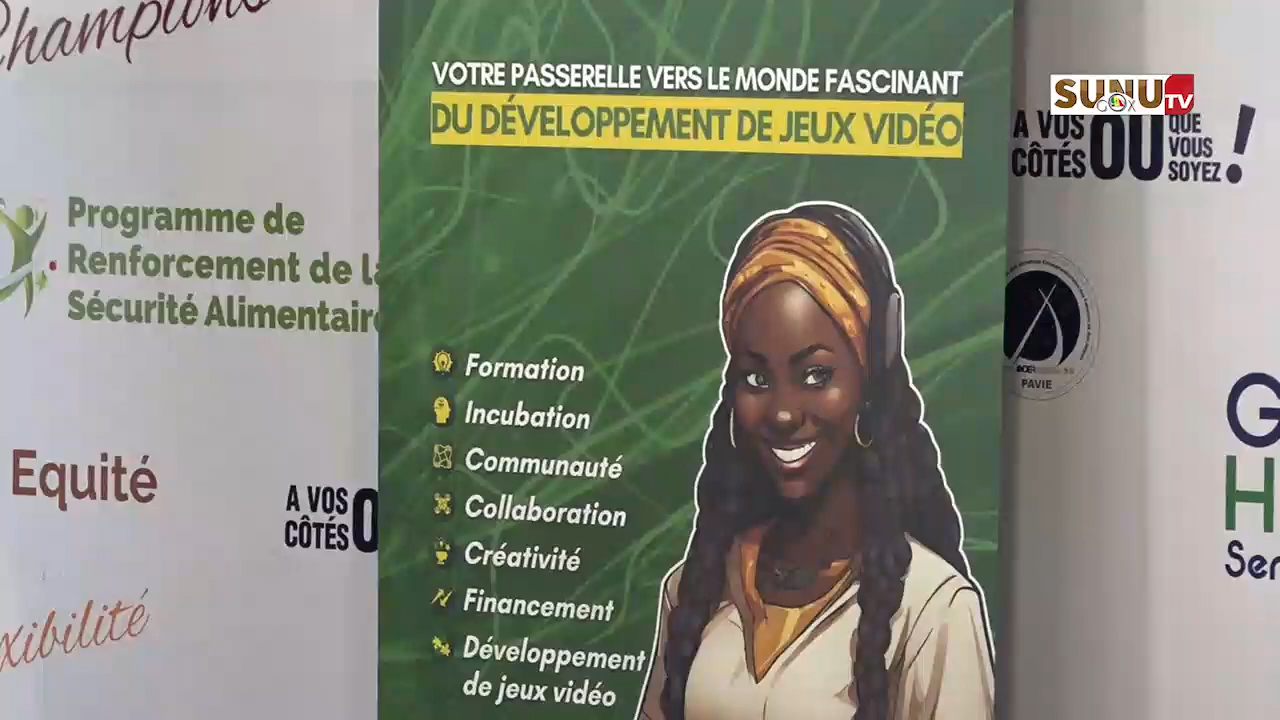 Champions
Programme de
Renforcement de la
Sécurité Alimentaire
Equité
A VOS
CÔTÉS
xibilité
VOTRE PASSERELLE VERS LE MONDE FASCINANT
DU DÉVELOPPEMENT DE JEUX VIDÉO
Formation
Incubation
Communauté
Collaboration
Créativité
Financement
Développement
de jeux vidéo
SUNU
GOX
TV
A VOS
CÔTÉS
OU
QUE
VOUS
SOYEZ
!
PAVIE
G
H
Ser